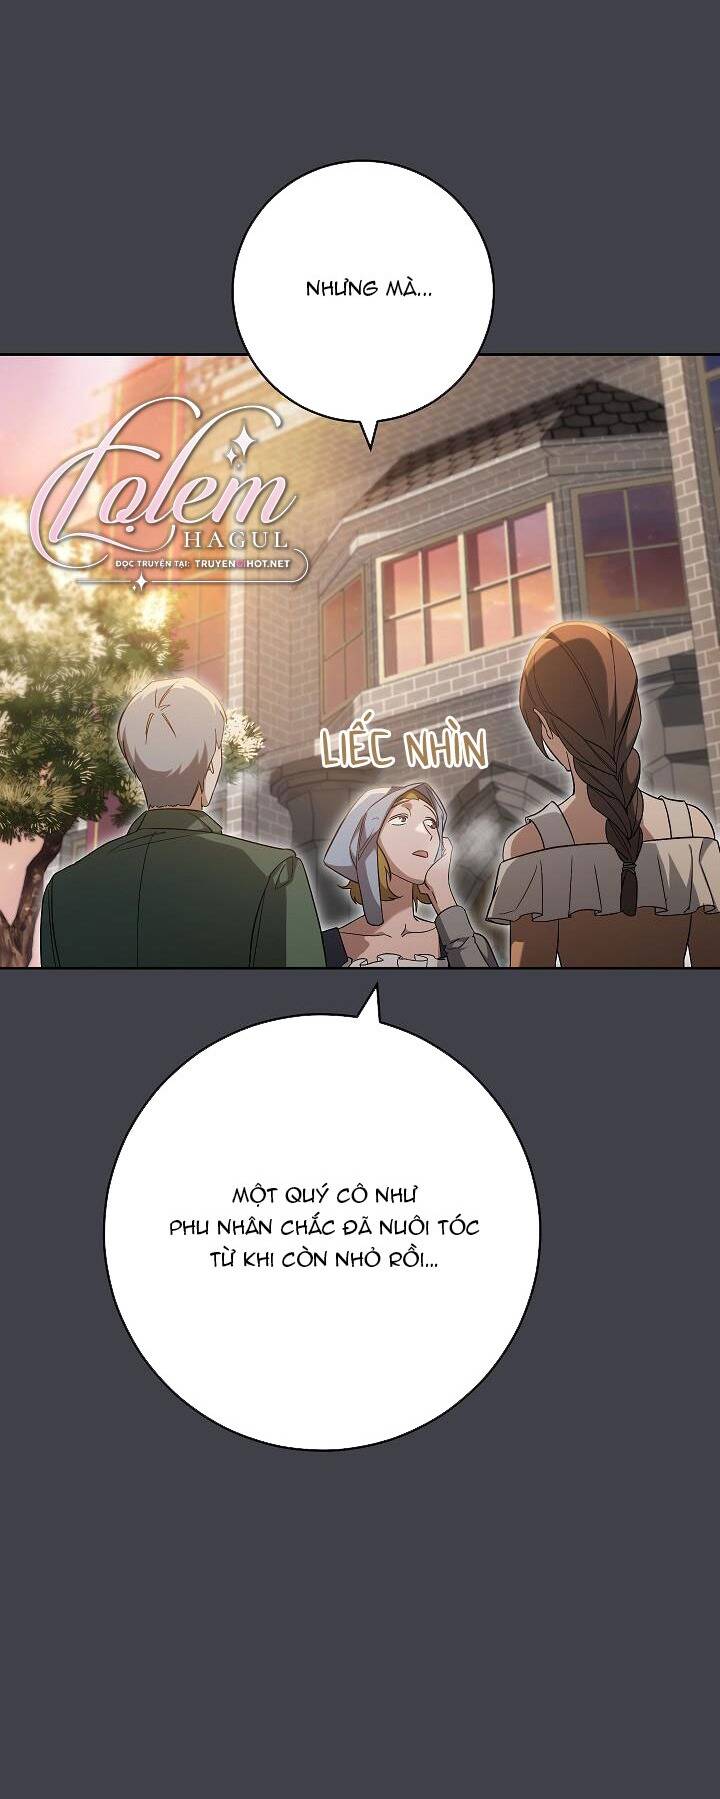 NHƯNG MÀ...
Lọlem
HAGUL
ĐỌC TRUYỆN TẠI: TRUYENGIHOT.NET
LIẾC NHÌN
MỘT QUÝ CÔ NHƯ
PHU NHÂN CHẮC ĐÃ NUÔI TÓC
TỪ KHI CÒN NHỎ RỒI...